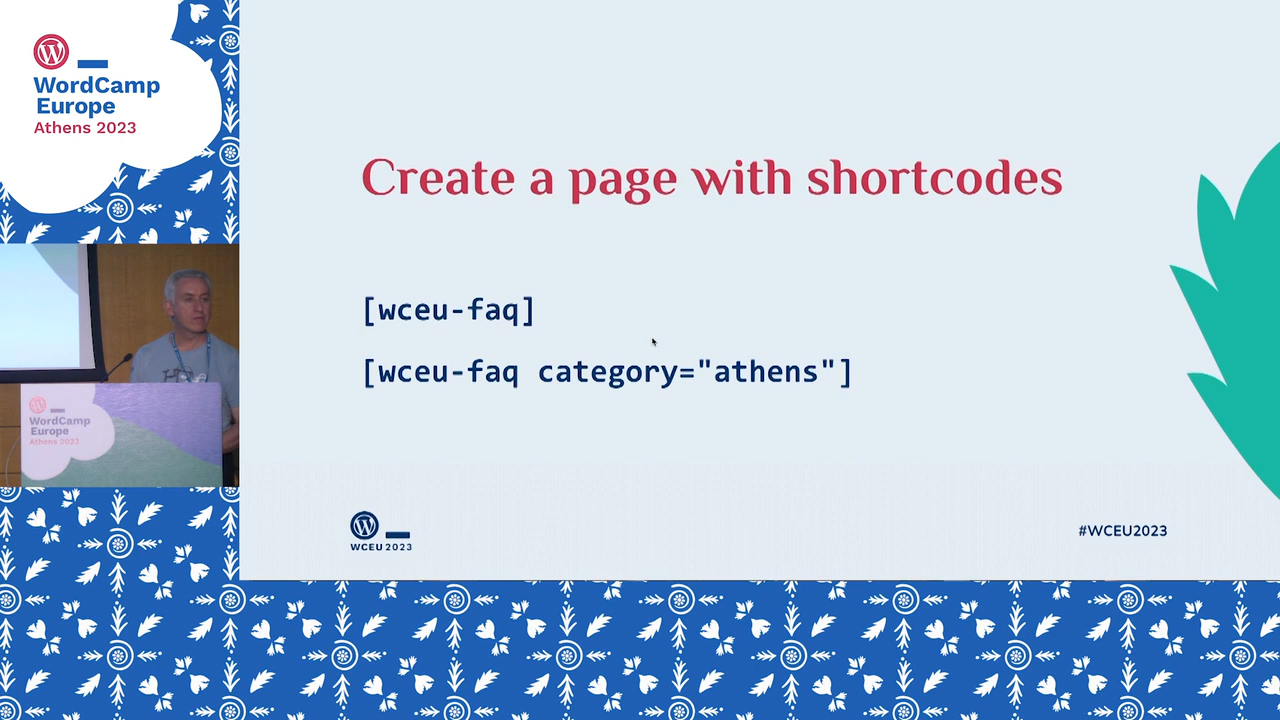 WordCamp
Europe
Athens 2023
Create a page with shortcodes
[wceu-faq]
[wceu-faq category="athens"]
WordCamp
Europe
Athens 2023
WCEU 2023
#WCEU2023